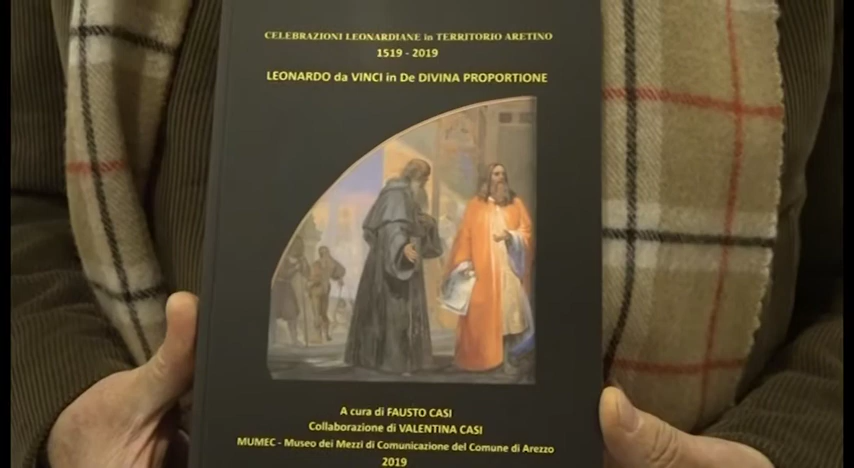 CELEBRAZIONI LEONARDIANE in TERRITORIO ARETINO
1519 - 2019
LEONARDO da VINCI in De DIVINA PROPORTIONE
A cura di FAUSTO CASI
Collaborazione di VALENTINA CASI
MUMEC - Museo dei Mezzi di Comunicazione del Comune di Arezzo
2019